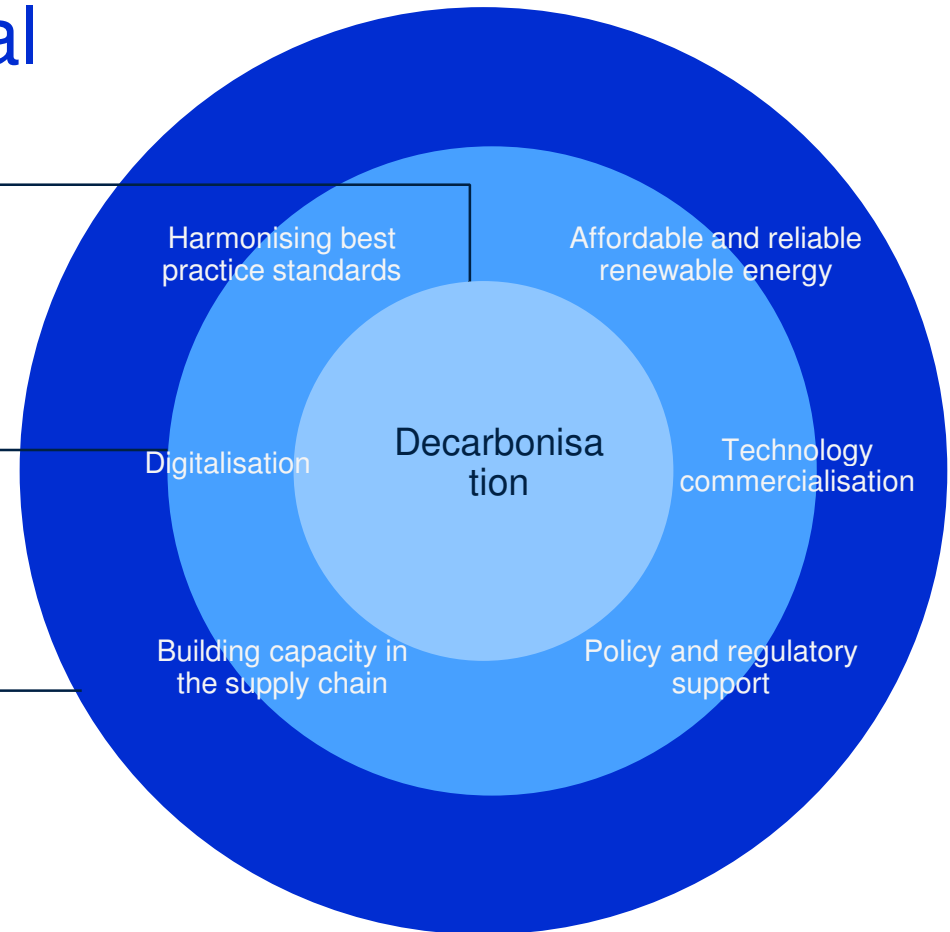 al
Harmonising best
practice standards
Affordable and reliable
renewable energy
Decarbonisa
tion
Digitalisation
Technology
commercialisation
Building capacity in
the supply chain
Policy and regulatory
support